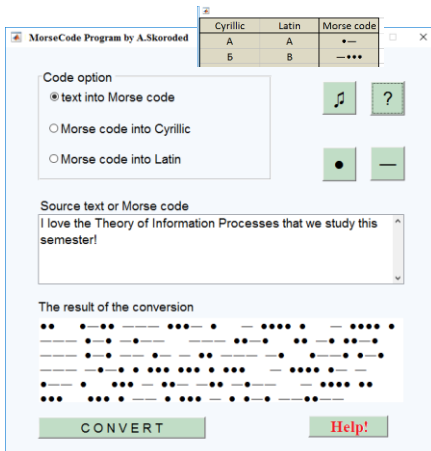 Cyrillic Latin Morse code
А A ●—
Б B —●●●
MorseCode Program by A.Skoroded
Code option
text into Morse code
Morse code into Cyrillic
Morse code into Latin
♫ ?
● —
Source text or Morse code
I love the Theory of Information Processes that we study this
semester!
The result of the conversion
●● ●—●● ——— ●●●— ● — ●●●● ● — ●●●● ●
——— ●—● —●—— ——— ●●—● ●● —● ●●—●
——— ●—● —— ●— — ●● ——— —● ●——● ●—●
——— —●—● ● ●●● ●●● ● ●●● — ●●●● ●— —
●—— ● ●●● — ●●— —●● —●—— — ●●●● ●●
●●● ●●● ● —— ● ●●● — ● ●—● ——●●——
CONVERT Help!